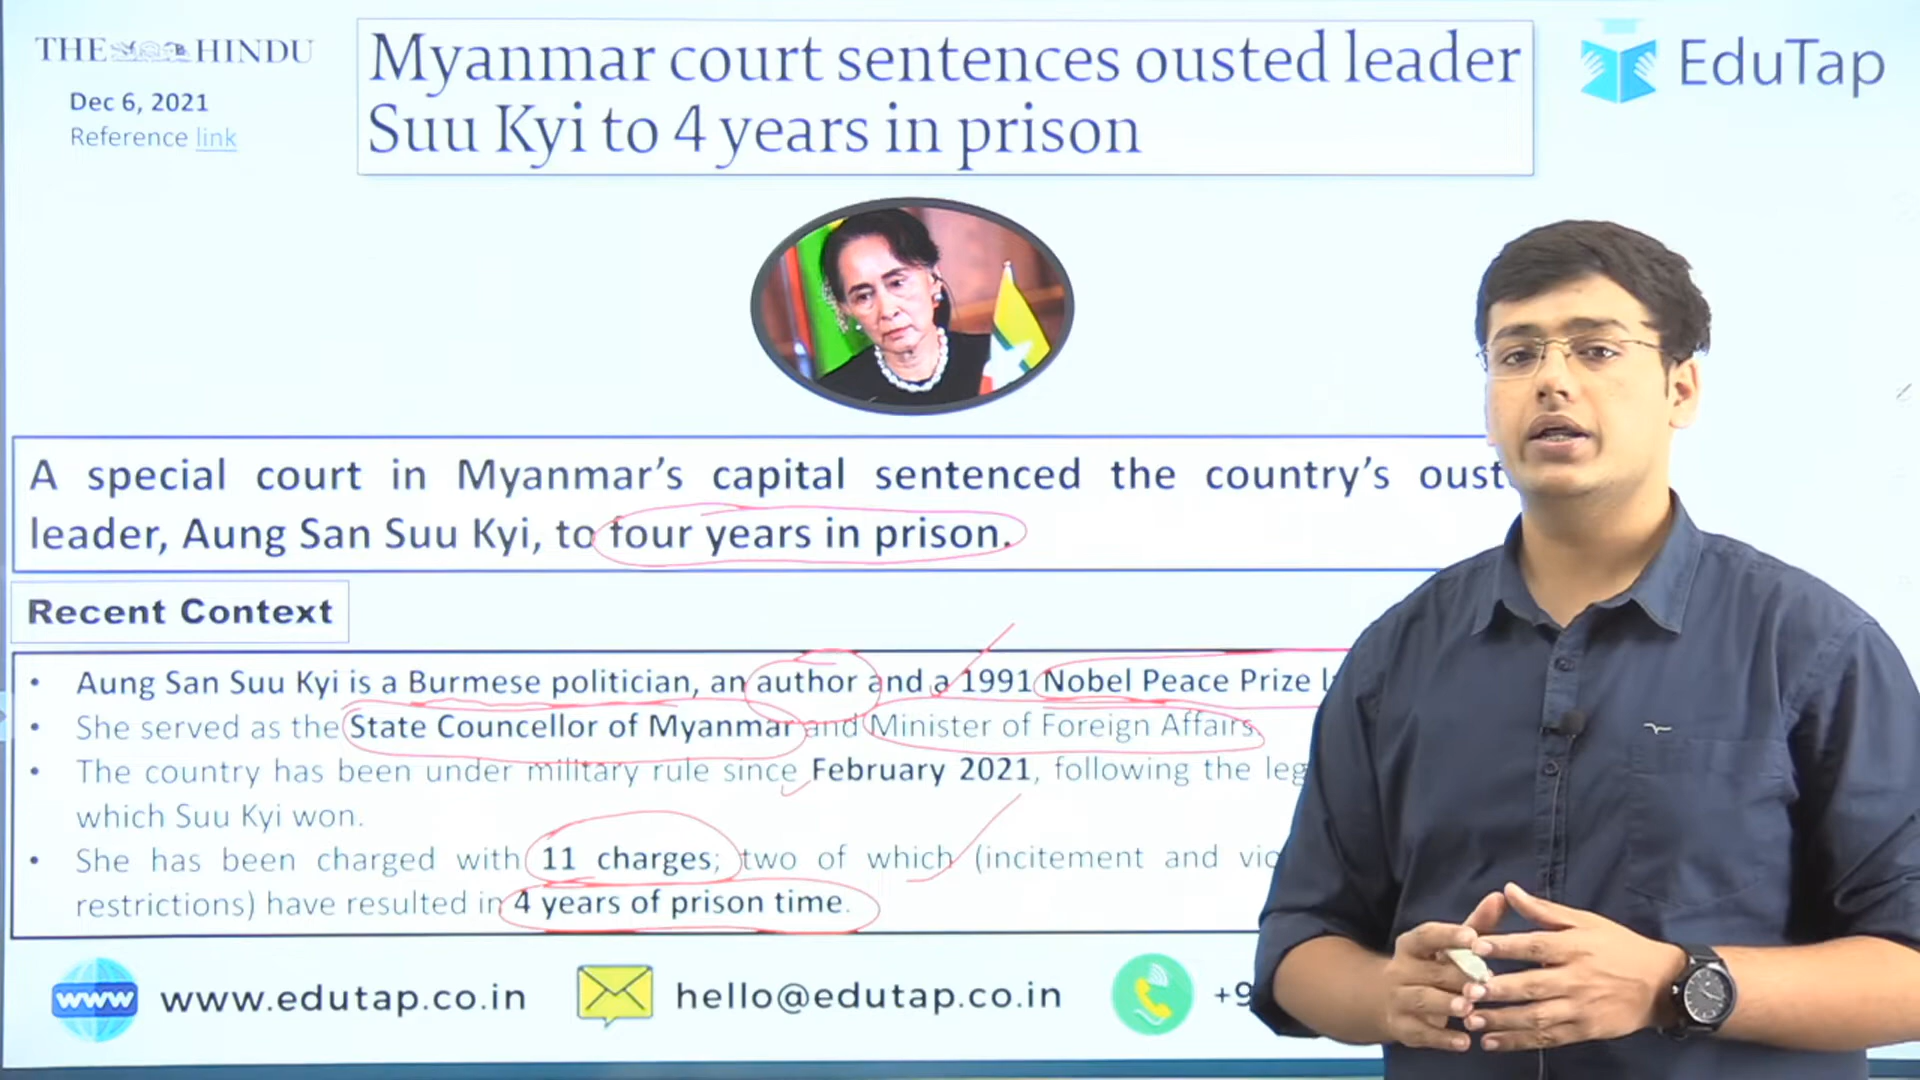 THE HINDU
Dec 6, 2021
Reference link
Myanmar court sentences ousted leader
Suu Kyi to 4 years in prison
EduTap
A special court in Myanmar's capital sentenced the country's oust
leader, Aung San Suu Kyi, to four years in prison.
Recent Context
• Aung San Suu Kyi is a Burmese politician, an author and a 1991 Nobel Peace Prize
• She served as the State Councellor of Myanmar and Minister of Foreign Affairs.
• The country has been under military rule since February 2021, following the leg
which Suu Kyi won.
• She has been charged with 11 charges; two of which (incitement and vio
restrictions) have resulted in 4 years of prison time.
www www.edutap.co.in
hello@edutap.co.in
+9